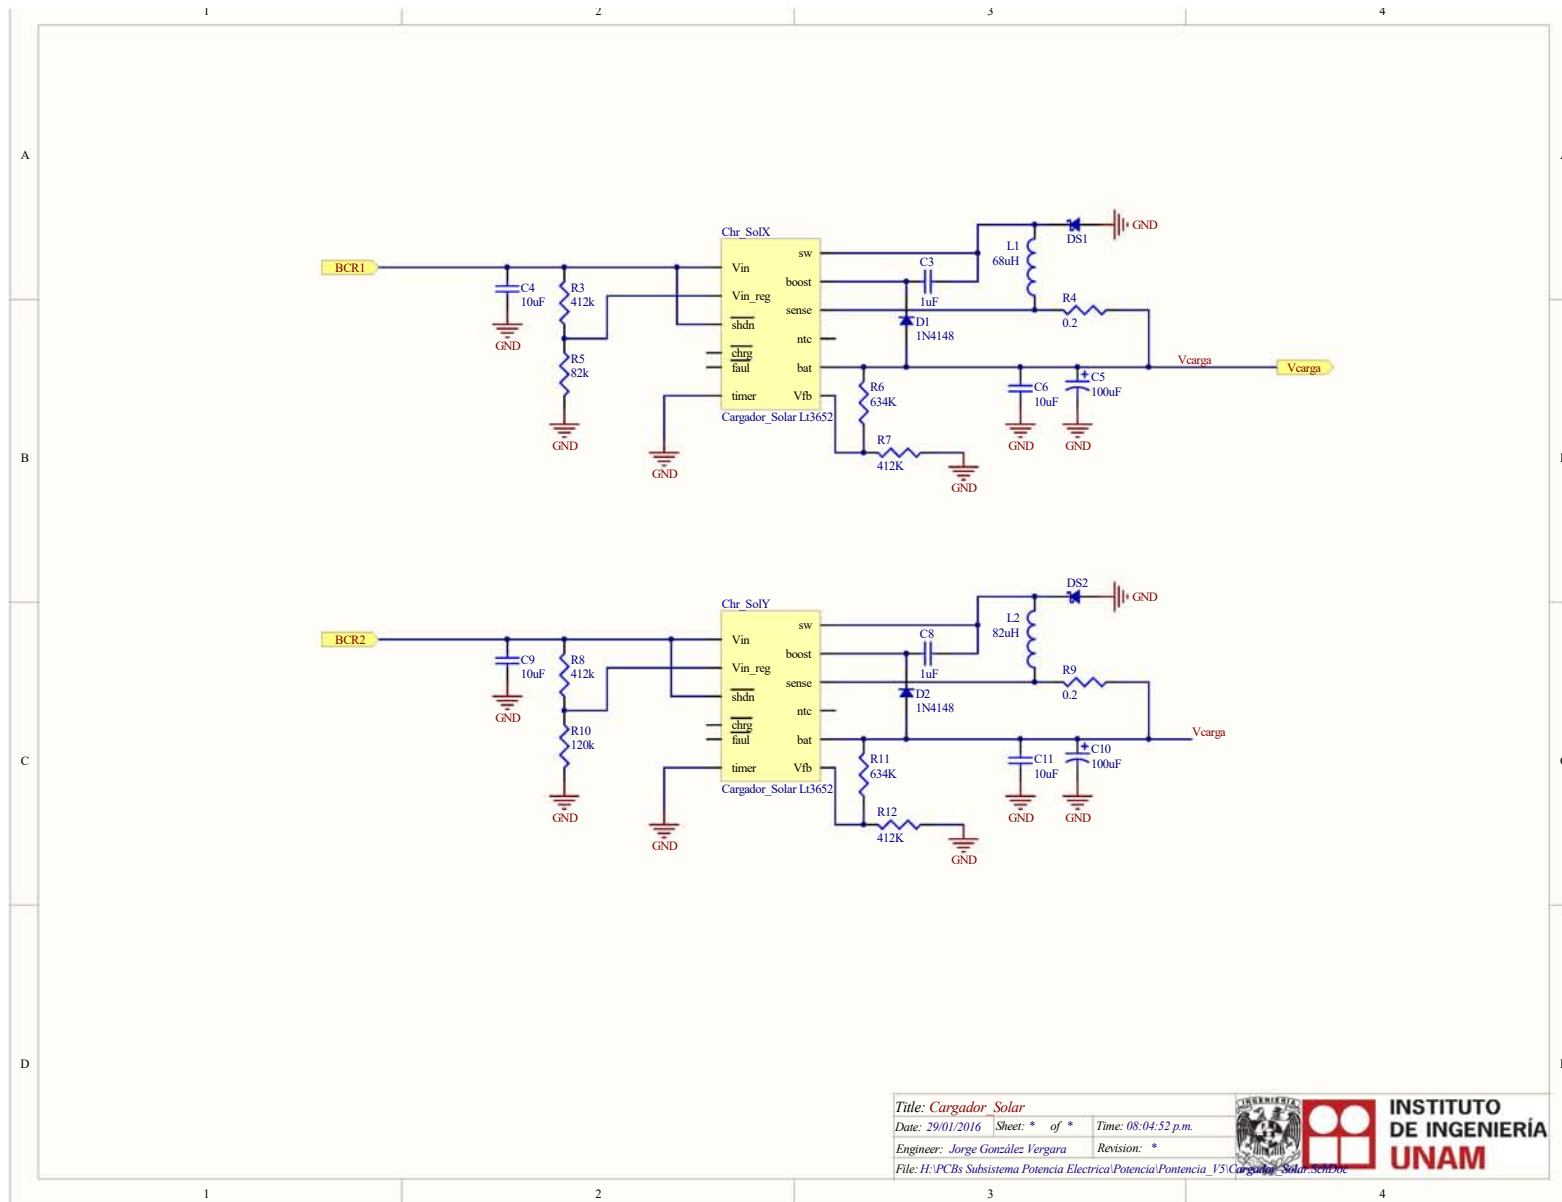 1 2 3 4
A
Chr_SolX
BCR1
Vin
Vin_reg
shdn
chrg
faul
timer
sw
boost
sense
ntc
bat
Vfb
Cargador_Solar Lt3652
C4
10uF
GND
R3
412k
R5
82k
GND
GND
C3
1uF
D1
1N4148
L1
68uH
DS1
GND
R4
0.2
R6
634K
R7
412K
GND
C6
10uF
GND
C5
100uF
GND
Vcarga
Vcarga
B
Chr_SolY
BCR2
Vin
Vin_reg
shdn
chrg
faul
timer
sw
boost
sense
ntc
bat
Vfb
Cargador_Solar Lt3652
C9
10uF
GND
R8
412k
R10
120k
GND
GND
C8
1uF
D2
1N4148
L2
82uH
DS2
GND
R9
0.2
R11
634K
R12
412K
GND
C11
10uF
GND
C10
100uF
GND
Vcarga
C
D
Title: Cargador_Solar
Date: 29/01/2016 Sheet: * of * Time: 08:04:52 p.m.
Engineer: Jorge González Vergara Revision: *
File: H:\PCBs Subsistema Potencia Electrica\Potencia\Pontencia_V5\Cargador_Solar.SchDoc
INGENIERIA
INSTITUTO
DE INGENIERÍA
UNAM
1 2 3 4